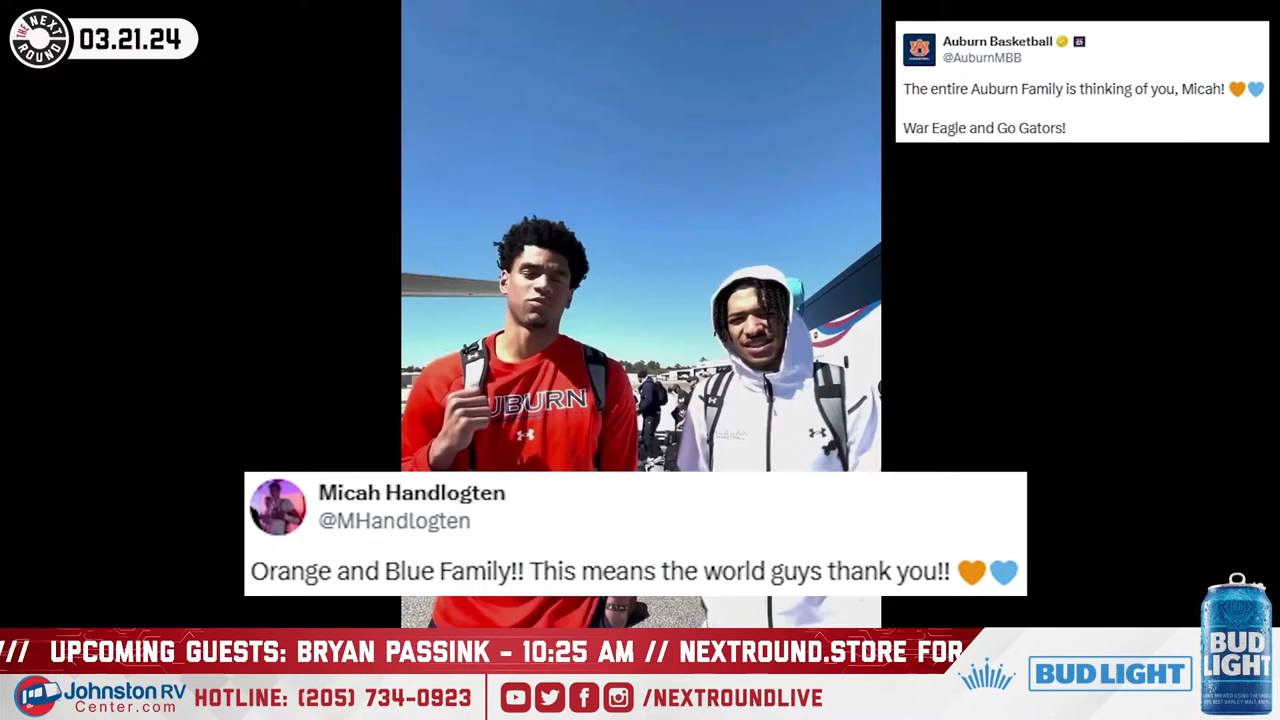 THE NEXT ROUND
03.21.24
Auburn Basketball
@AuburnMBB
The entire Auburn Family is thinking of you, Micah! 🧡💙
War Eagle and Go Gators!
UBURN
Micah Handlogten
@MHandlogten
Orange and Blue Family!! This means the world guys thank you!! 🧡💙
/// UPCOMING GUESTS: BRYAN PASSINK - 10:25 AM // NEXTROUND.STORE FOR
BUD LIGHT
BUD
LIGHT
Johnston RV
Center.com
HOTLINE: (205) 734-0923
/NEXTROUNDLIVE